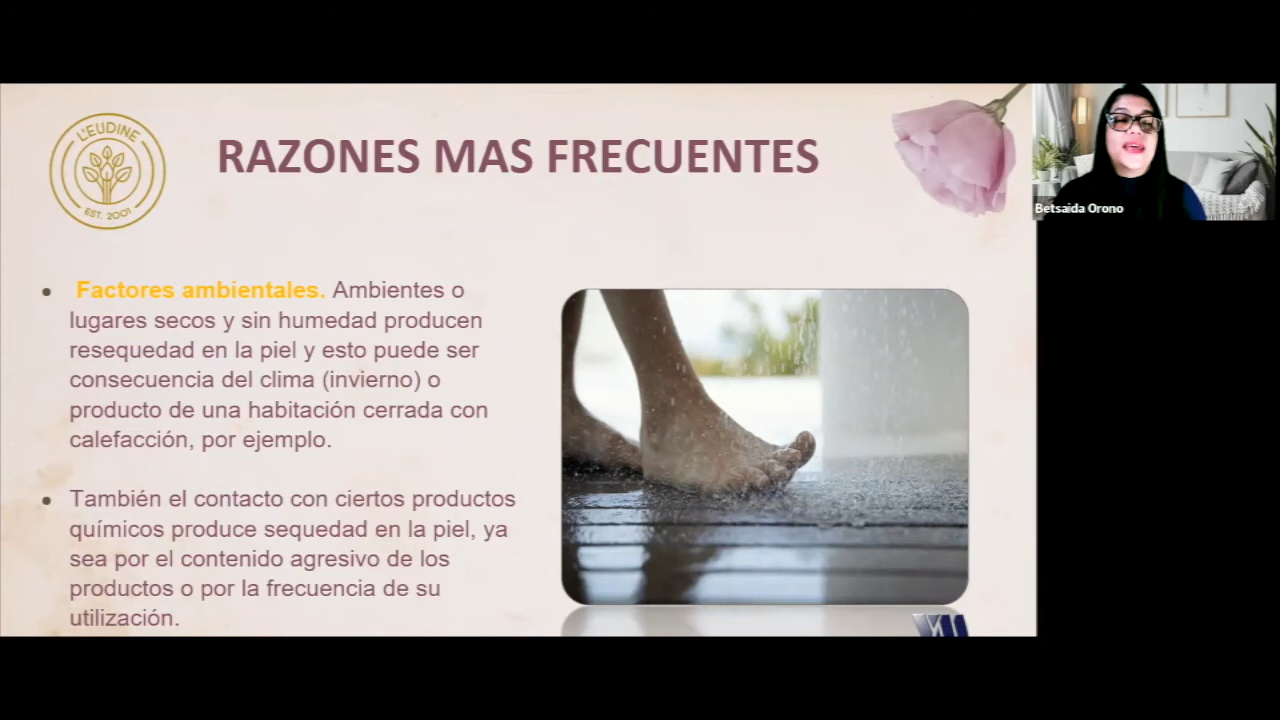 L'EUDINE
EST. 2001
RAZONES MAS FRECUENTES
Betsaida Orono
• Factores ambientales. Ambientes o
lugares secos y sin humedad producen
resequedad en la piel y esto puede ser
consecuencia del clima (invierno) o
producto de una habitación cerrada con
calefacción, por ejemplo.
• También el contacto con ciertos productos
químicos produce sequedad en la piel, ya
sea por el contenido agresivo de los
productos o por la frecuencia de su
utilización.